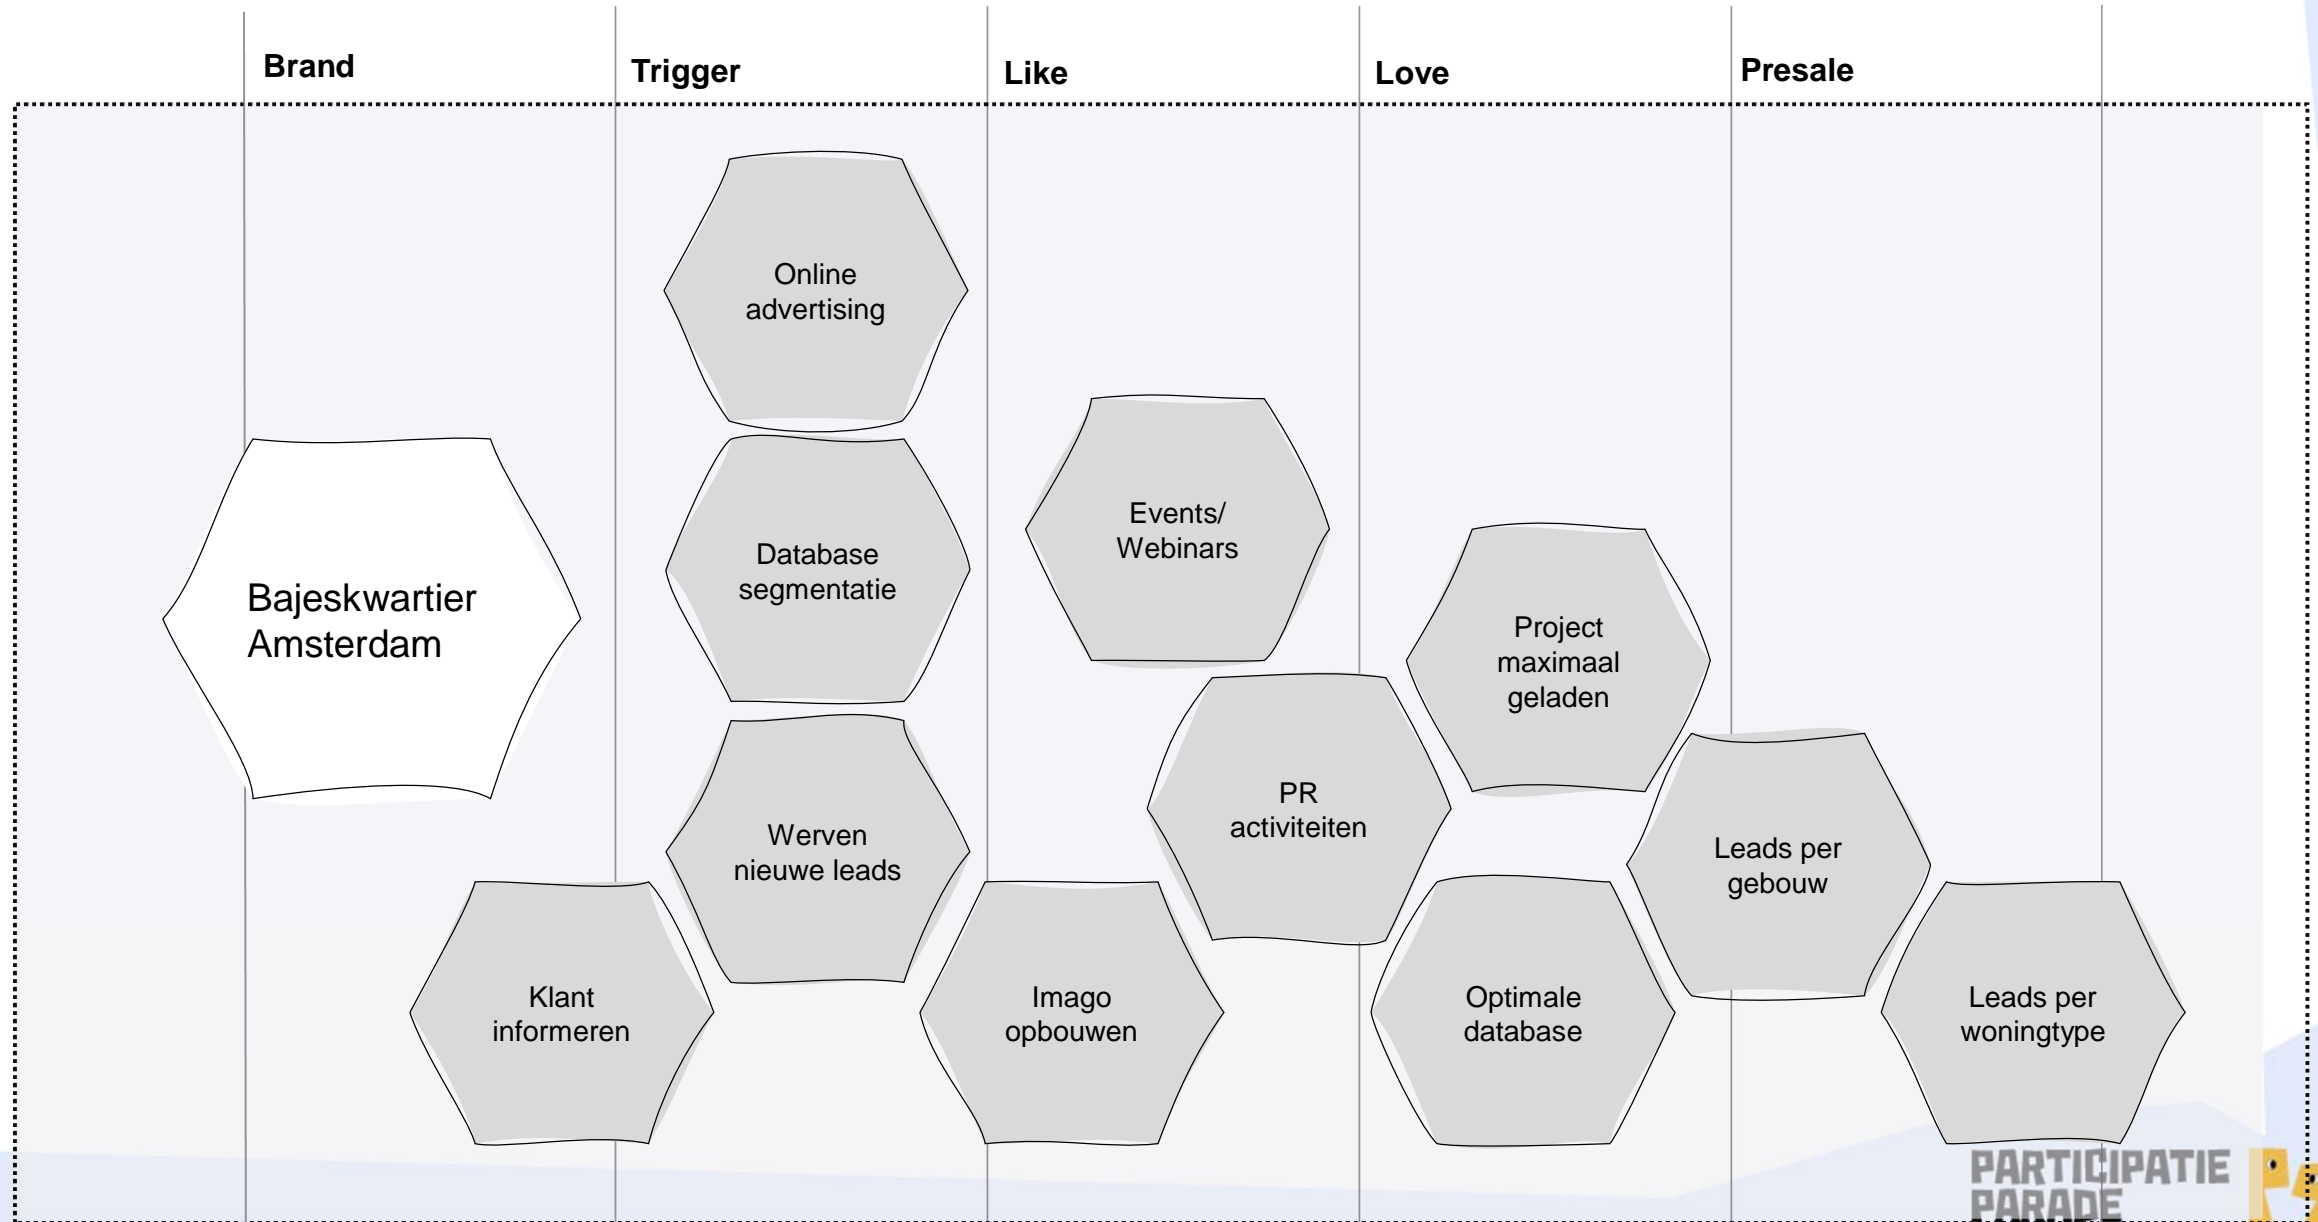 Brand
Trigger
Like
Love
Presale
Online
advertising
Database
segmentatie
Events/
Webinars
Bajeskwartier
Amsterdam
Project
maximaal
geladen
PR
activiteiten
Werven
nieuwe leads
Leads per
gebouw
Klant
informeren
Imago
opbouwen
Optimale
database
Leads per
woningtype
PARTICIPATIE
PARADE